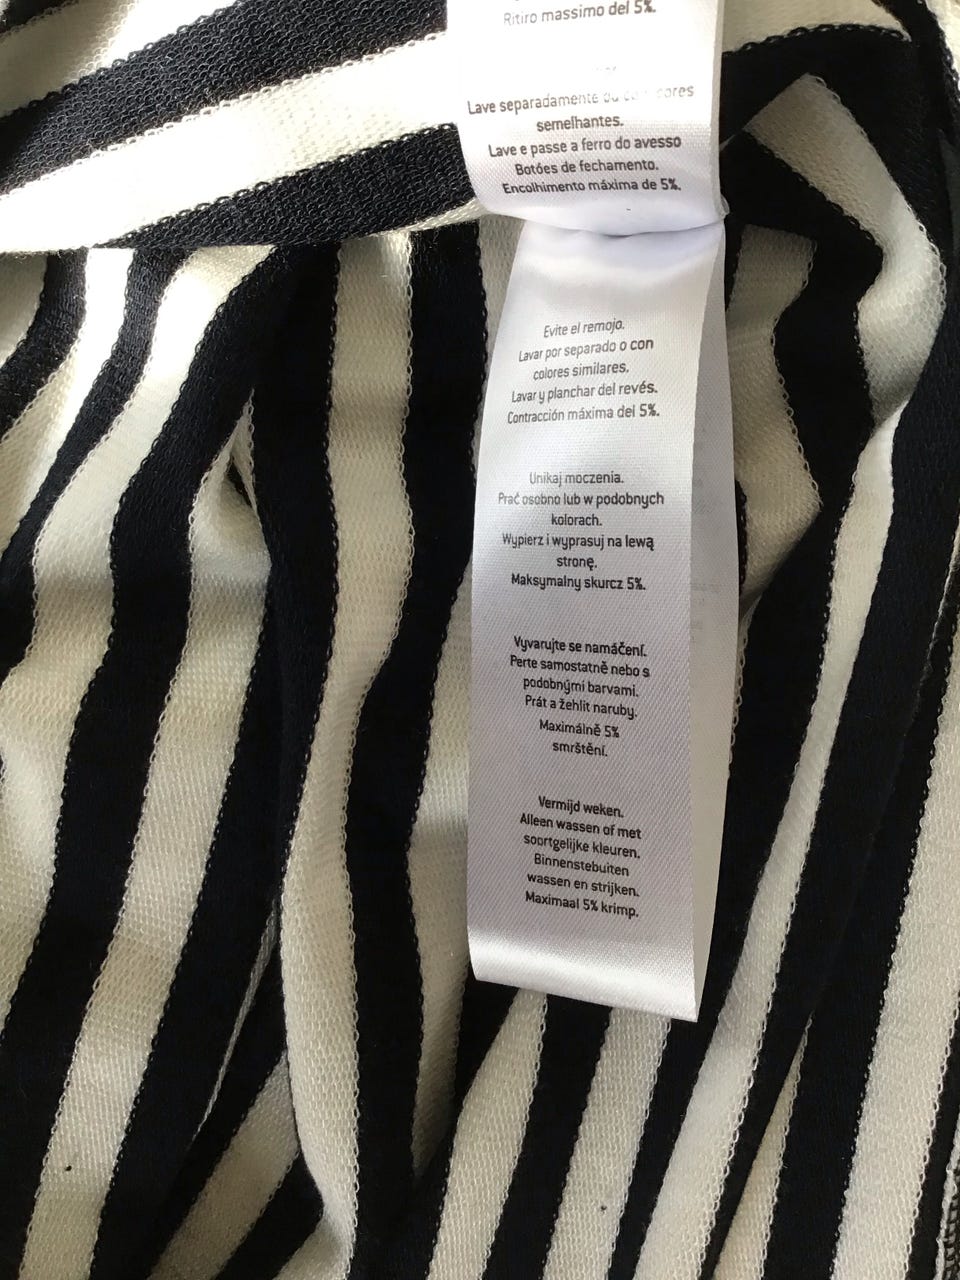 Ritiro massimo del 5%.
Lave separadamente ou cores
semelhantes.
Lave e passe a ferro do avesso
Botões de fechamento.
Encolhimento máxima de 5%.
Evite el remojo.
Lavar por separado o con
colores similares.
Lavar y planchar del revés.
Contracción máxima del 5%.
Unikaj moczenia.
Prać osobno lub w podobnych
kolorach.
Wypierz i wyprasuj na lewą
stronę.
Maksymalny skurcz 5%.
Vyvarujte se namáčení.
Perte samostatně nebo s
podobnými barvami.
Prát a žehlit naruby.
Maximálně 5%
smrštění.
Vermijd weken.
Alleen wassen of met
soortgelijke kleuren.
Binnenstebuiten
wassen en strijken.
Maximaal 5% krimp.